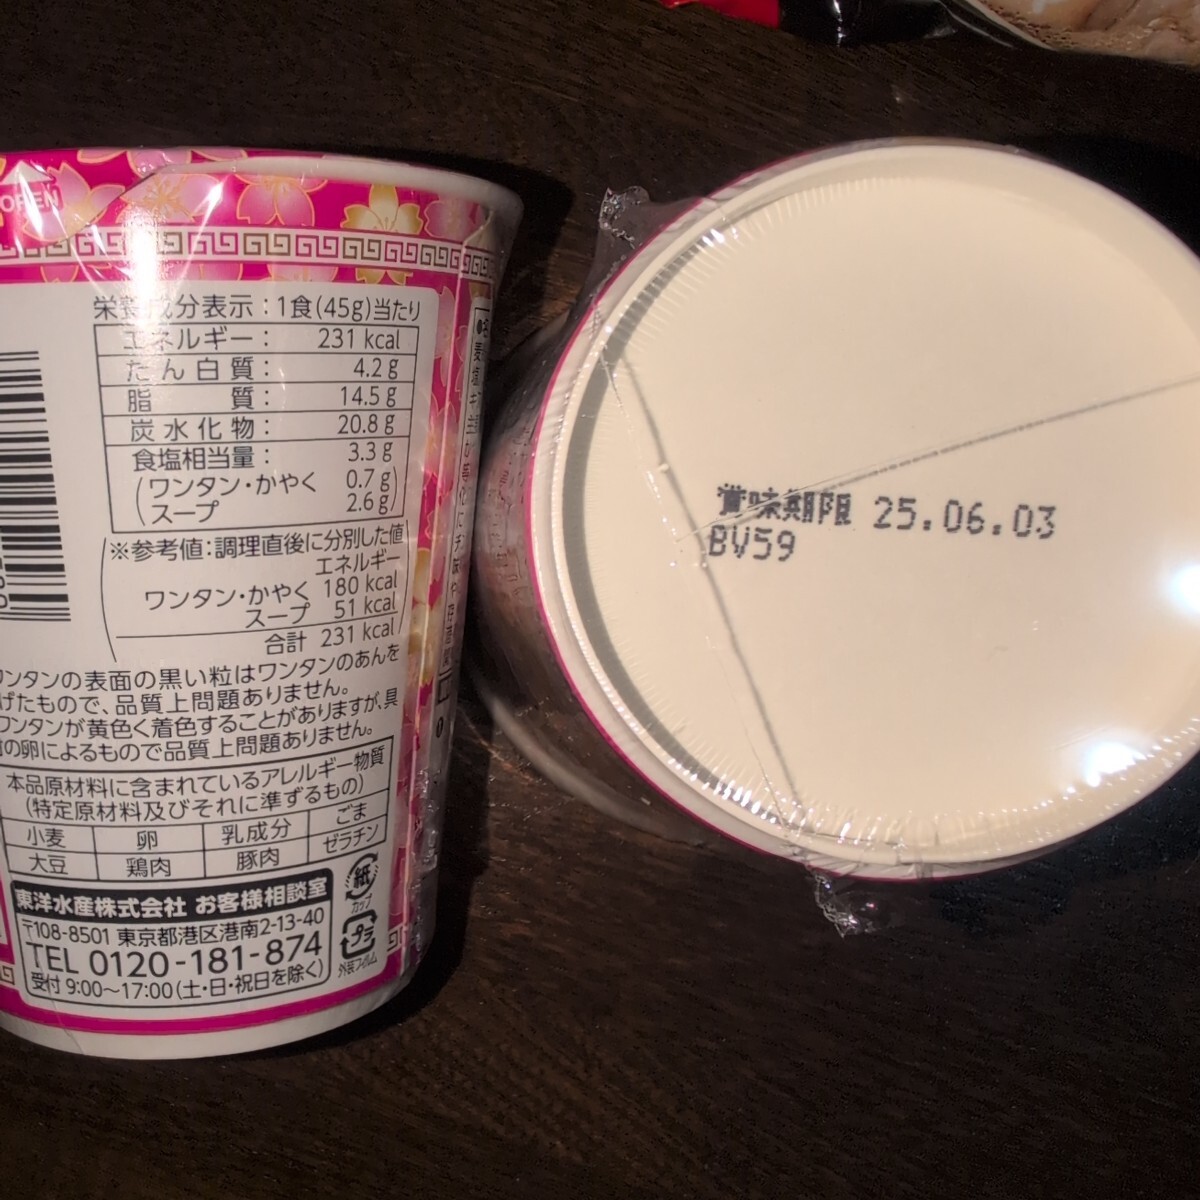 OPEN
栄養成分表示：1食(45g)当たり
エネルギー： 231 kcal
たん白質： 4.2 g
脂質： 14.5 g
炭水化物： 20.8 g
食塩相当量： 3.3 g
(ワンタン・かやく 0.7 g
スープ 2.6 g)
※参考値：調理直後に分別した値
エネルギー
ワンタン・かやく 180 kcal
スープ 51 kcal
合計 231 kcal
ワンタンの表面の黒い粒はワンタンのあんを
げたもので、品質上問題ありません。
ワンタンが黄色く着色することがありますが、具
の卵によるもので品質上問題ありません。
本品原材料に含まれているアレルギー物質
(特定原材料及びそれに準ずるもの)
小麦 卵 乳成分 ごま
大豆 鶏肉 豚肉 ゼラチン
東洋水産株式会社 お客様相談室
〒108-8501 東京都港区港南2-13-40
TEL 0120-181-874
受付 9:00～17:00(土・日・祝日を除く)
紙
カップ
プラ
外装フィルム
賞味期限 25.06.03
BV59